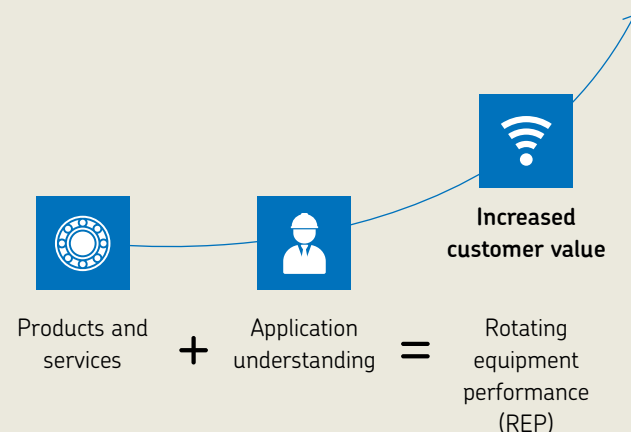 Increased
customer value
Products and
services
+
Application
understanding
=
Rotating
equipment
performance
(REP)